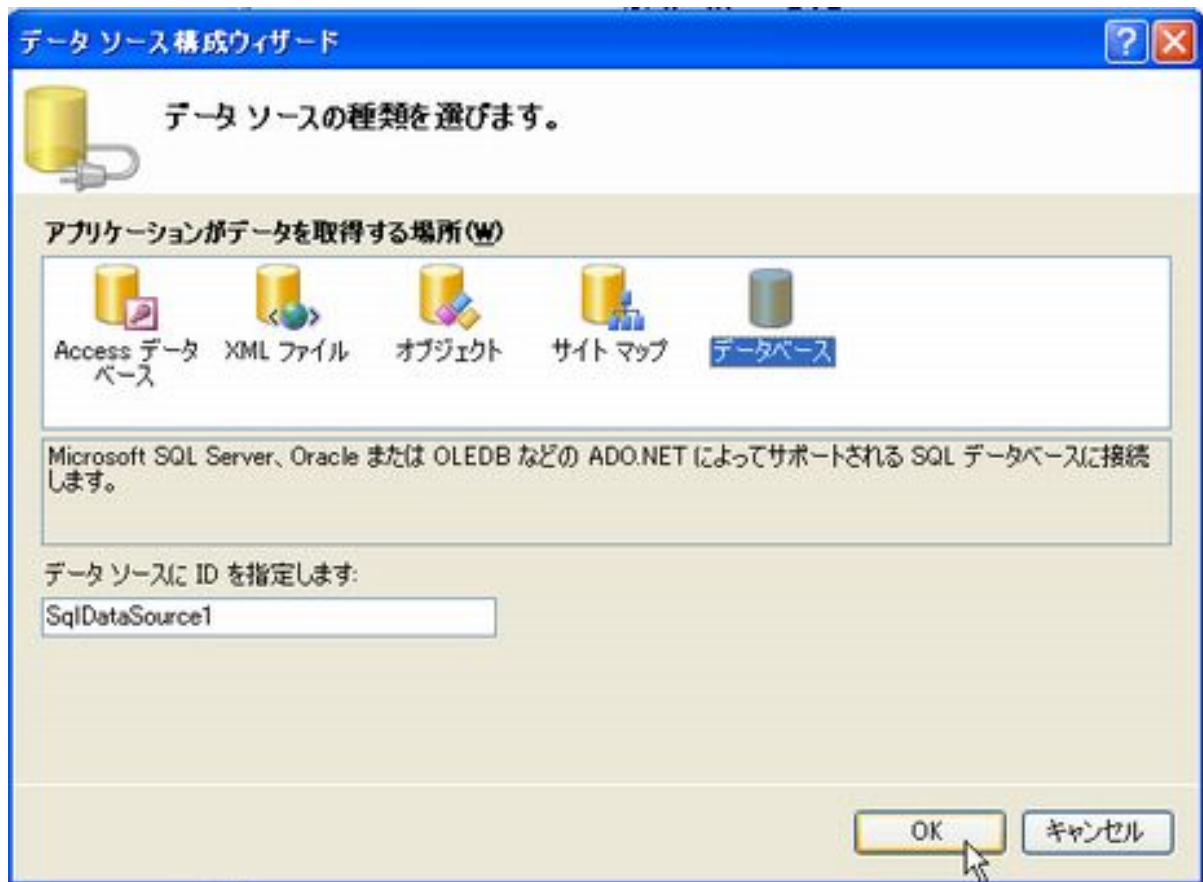 データ ソース構成ウィザード
データ ソースの種類を選びます。
アプリケーションがデータを取得する場所(W)
Access データベース
XML ファイル
オブジェクト
サイト マップ
データベース
Microsoft SQL Server、Oracle または OLEDB などの ADO.NET によってサポートされる SQL データベースに接続
します。
データ ソースに ID を指定します:
SqlDataSource1
OK
キャンセル